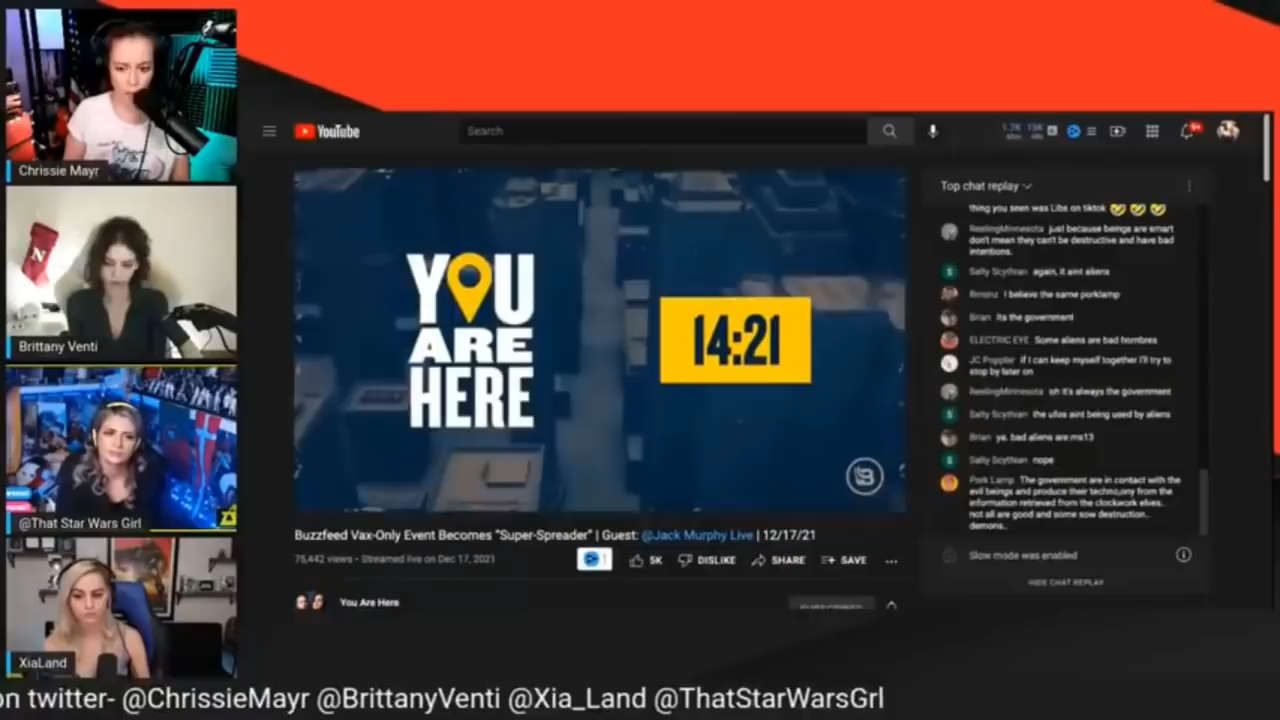 Chrissie Mayr
N
Brittany Venti
@That Star Wars Girl
XiaLand
YouTube
Search
YOU
ARE
HERE
14:21
Buzzfeed Vax-Only Event Becomes "Super-Spreader" | Guest: @Jack Murphy Live | 12/17/21
75,442 views • Streamed live on Dec 17, 2021
5K
DISLIKE
SHARE
SAVE
You Are Here
Top chat replay
thing you seen was Libs on tiktok 🤣 🤣 🤣
ReelingMinnesota just because beings are smart
don't mean they can't be destructive and have bad
intentions.
Salty Scythian again, it aint aliens
I believe the same porklamp
Brian Its the government
ELECTRIC EYE Some aliens are bad hombres
JC Poppler if I can keep myself together I'll try to
stop by later on
ReelingMinnesota oh it's always the government
Salty Scythian the ufos aint being used by aliens
Brian ya. bad aliens are ms13
Salty Scythian nope
Pork Lamp The government are in contact with the
evil beings and produce their from the
information retrieved from the clockwork elves..
not all are good and some sow destruction..
demons..
Slow mode was enabled
HIDE CHAT REPLAY
on twitter- @ChrissieMayr @BrittanyVenti @Xia_Land @ThatStarWarsGrl